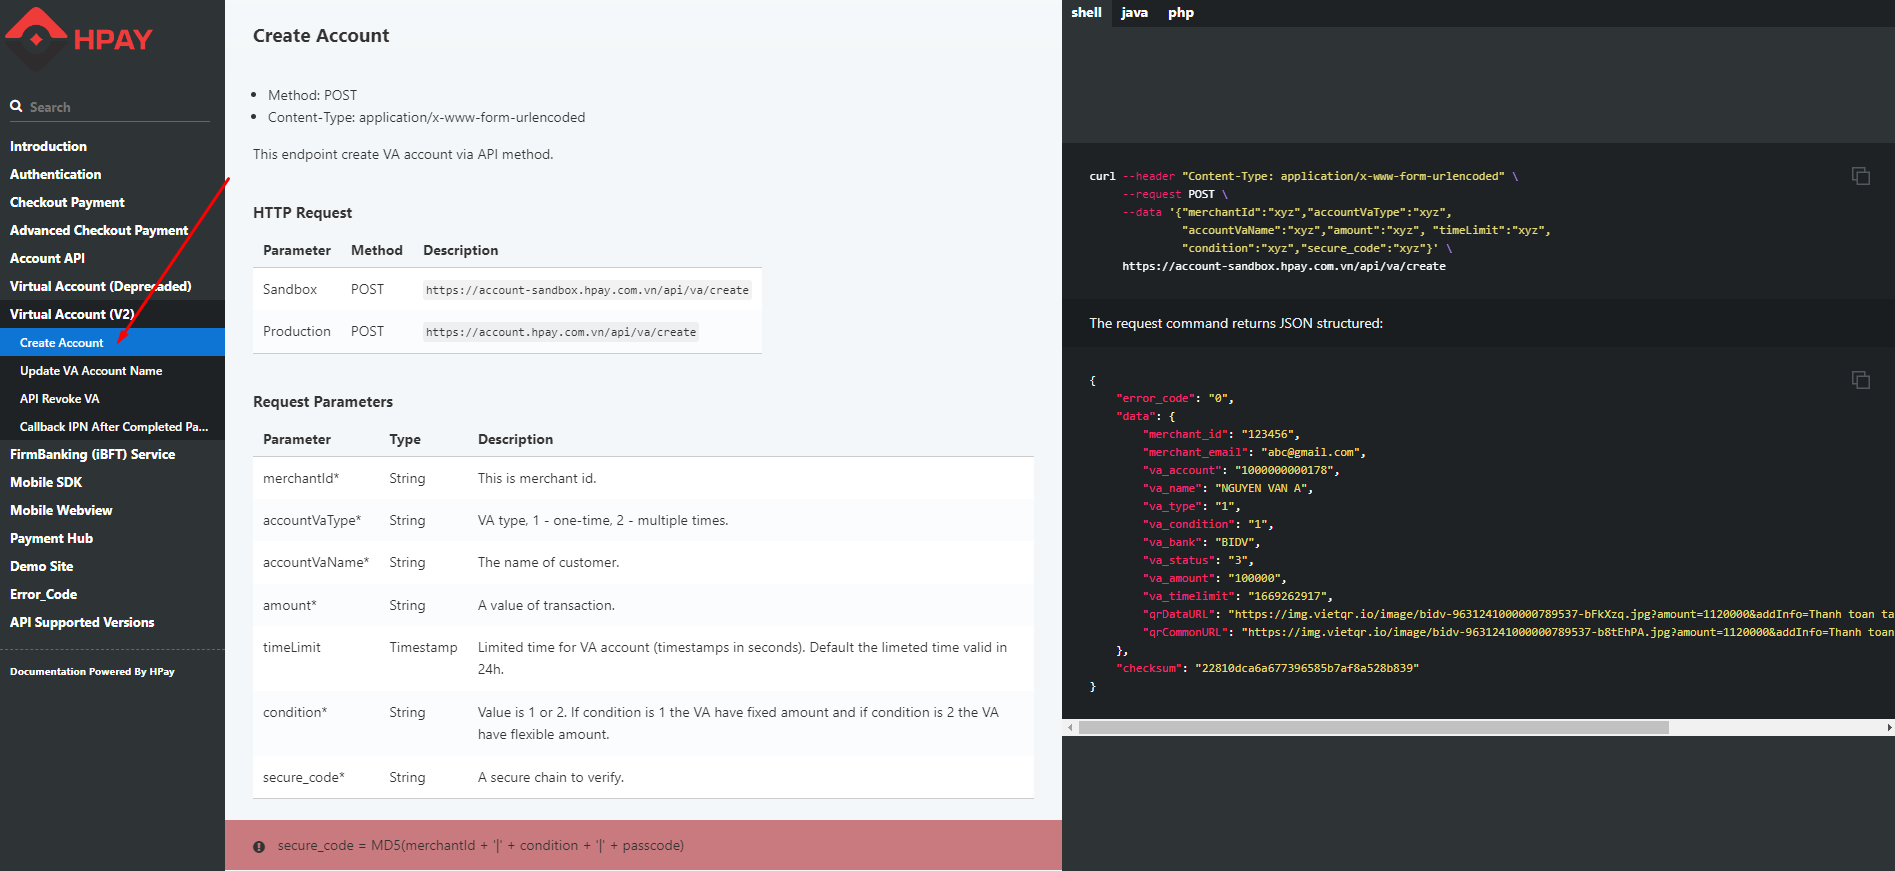 HPAY
Search
Introduction
Authentication
Checkout Payment
Advanced Checkout Payment
Account API
Virtual Account (Deprecaded)
Virtual Account (V2)
Create Account
Update VA Account Name
API Revoke VA
Callback IPN After Completed Pa...
FirmBanking (iBFT) Service
Mobile SDK
Mobile Webview
Payment Hub
Demo Site
Error_Code
API Supported Versions
Documentation Powered By HPay
Create Account
• Method: POST
• Content-Type: application/x-www-form-urlencoded
This endpoint create VA account via API method.
HTTP Request
Parameter Method Description
Sandbox POST https://account-sandbox.hpay.com.vn/api/va/create
Production POST https://account.hpay.com.vn/api/va/create
Request Parameters
Parameter Type Description
merchantId* String This is merchant id.
accountVaType* String VA type, 1 - one-time, 2 - multiple times.
accountVaName* String The name of customer.
amount* String A value of transaction.
timeLimit Timestamp Limited time for VA account (timestamps in seconds). Default the limeted time valid in
24h.
condition* String Value is 1 or 2. If condition is 1 the VA have fixed amount and if condition is 2 the VA
have flexible amount.
secure_code* String A secure chain to verify.
secure_code = MD5(merchantId + '|' + condition + '|' + passcode)
shell java php
curl --header "Content-Type: application/x-www-form-urlencoded" \
--request POST \
--data '{"merchantId":"xyz","accountVaType":"xyz",
"accountVaName":"xyz","amount":"xyz", "timeLimit":"xyz",
"condition":"xyz","secure_code":"xyz"}' \
https://account-sandbox.hpay.com.vn/api/va/create
The request command returns JSON structured:
{
"error_code": "0",
"data": {
"merchant_id": "123456",
"merchant_email": "abc@gmail.com",
"va_account": "1000000000178",
"va_name": "NGUYEN VAN A",
"va_type": "1",
"va_condition": "1",
"va_bank": "BIDV",
"va_status": "3",
"va_amount": "100000",
"va_timelimit": "1669262917",
"qrDataURL": "https://img.vietqr.io/image/bidv-9631241000000789537-bFkXzq.jpg?amount=1120000&addInfo=Thanh toan ta
"qrCommonURL": "https://img.vietqr.io/image/bidv-9631241000000789537-b8tEhPA.jpg?amount=1120000&addInfo=Thanh toan
},
"checksum": "22810dca6a677396585b7af8a528b839"
}